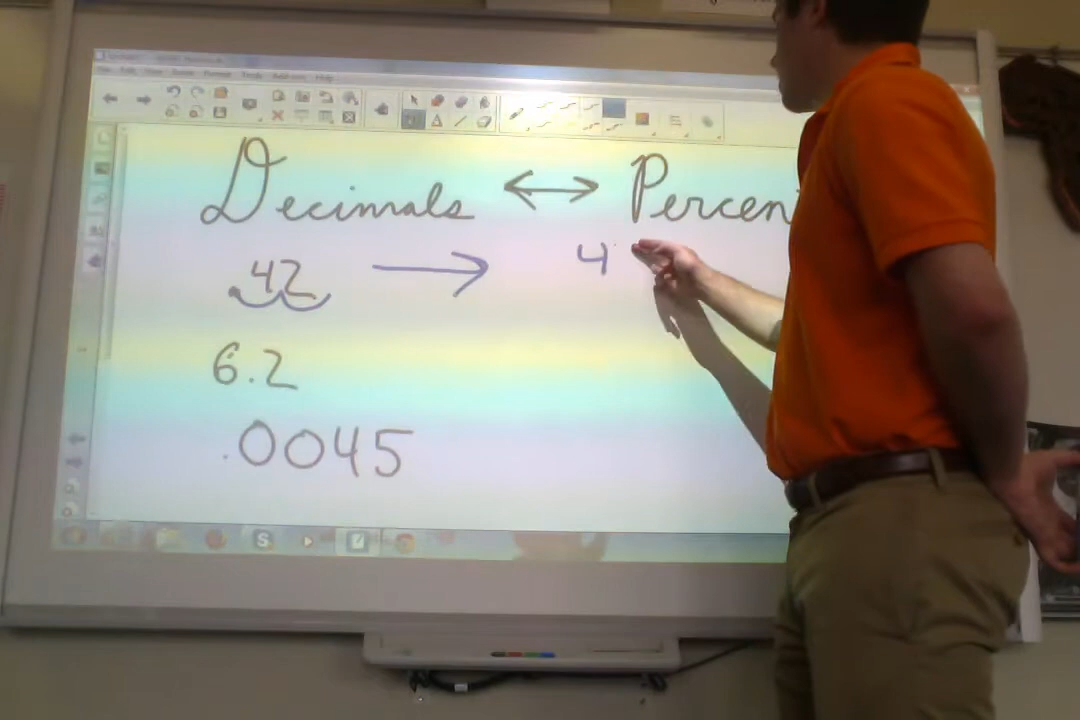 Decimals ↔ Percen
.42 → 4
6.2
.0045